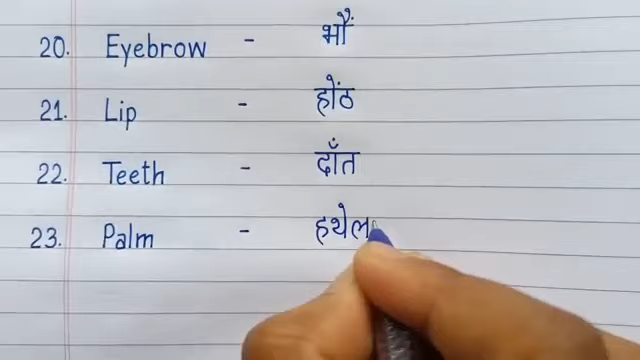 20. Eyebrow - भौं
21. Lip - होंठ
22. Teeth - दाँत
23. Palm - हथेल